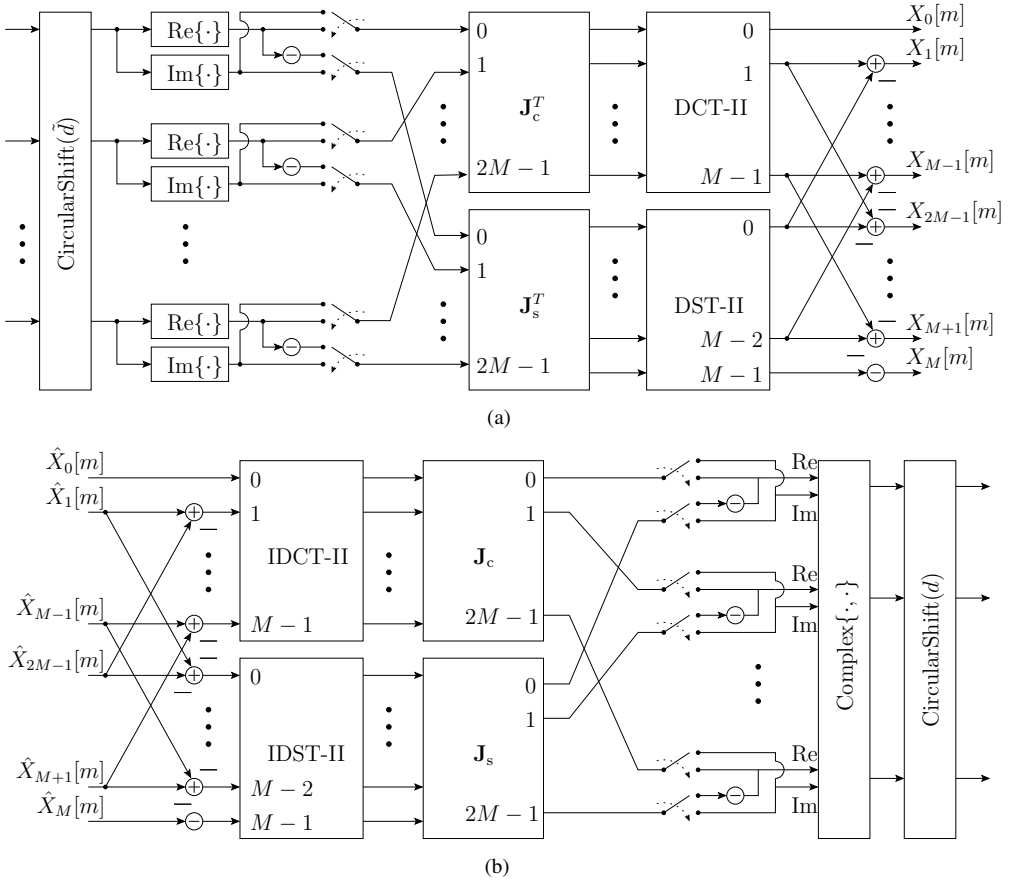 CircularShift(d̃)
Re{·}
Im{·}
Re{·}
Im{·}
Re{·}
Im{·}
0
1
J_c^T
2M − 1
0
1
J_s^T
2M − 1
0
1
DCT-II
M − 1
0
DST-II
M − 2
M − 1
X_0[m]
X_1[m]
X_{M−1}[m]
X_{2M−1}[m]
X_{M+1}[m]
X_M[m]
(a)
X̂_0[m]
X̂_1[m]
X̂_{M−1}[m]
X̂_{2M−1}[m]
X̂_{M+1}[m]
X̂_M[m]
0
1
IDCT-II
M − 1
0
IDST-II
M − 2
M − 1
0
1
J_c
2M − 1
0
1
J_s
2M − 1
Re
Im
Re
Im
Re
Im
Complex{·, ·}
CircularShift(d)
(b)